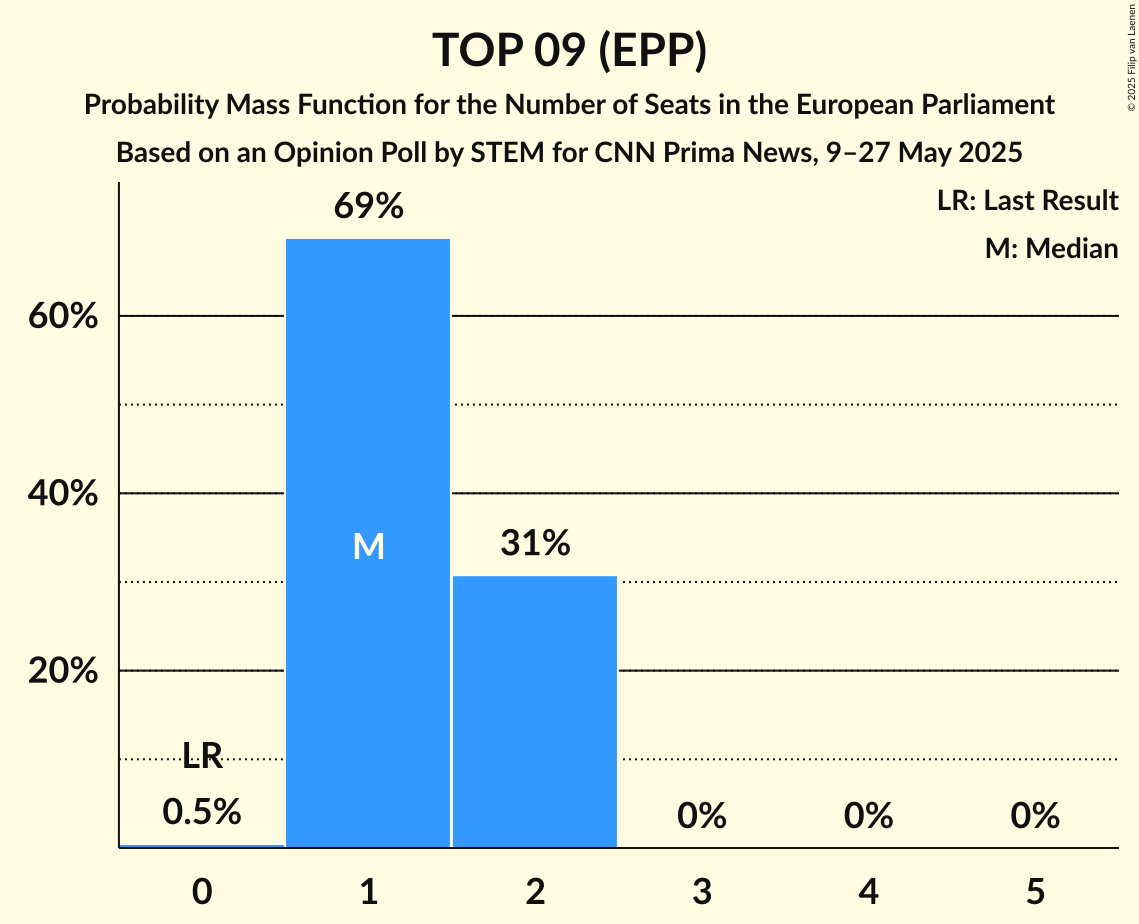 TOP 09 (EPP)
Probability Mass Function for the Number of Seats in the European Parliament
Based on an Opinion Poll by STEM for CNN Prima News, 9–27 May 2025
© 2025 Filip van Laenen
LR: Last Result
M: Median
69%
60%
40%
31%
M
20%
LR
0.5%
0%
0%
0%
0
1
2
3
4
5